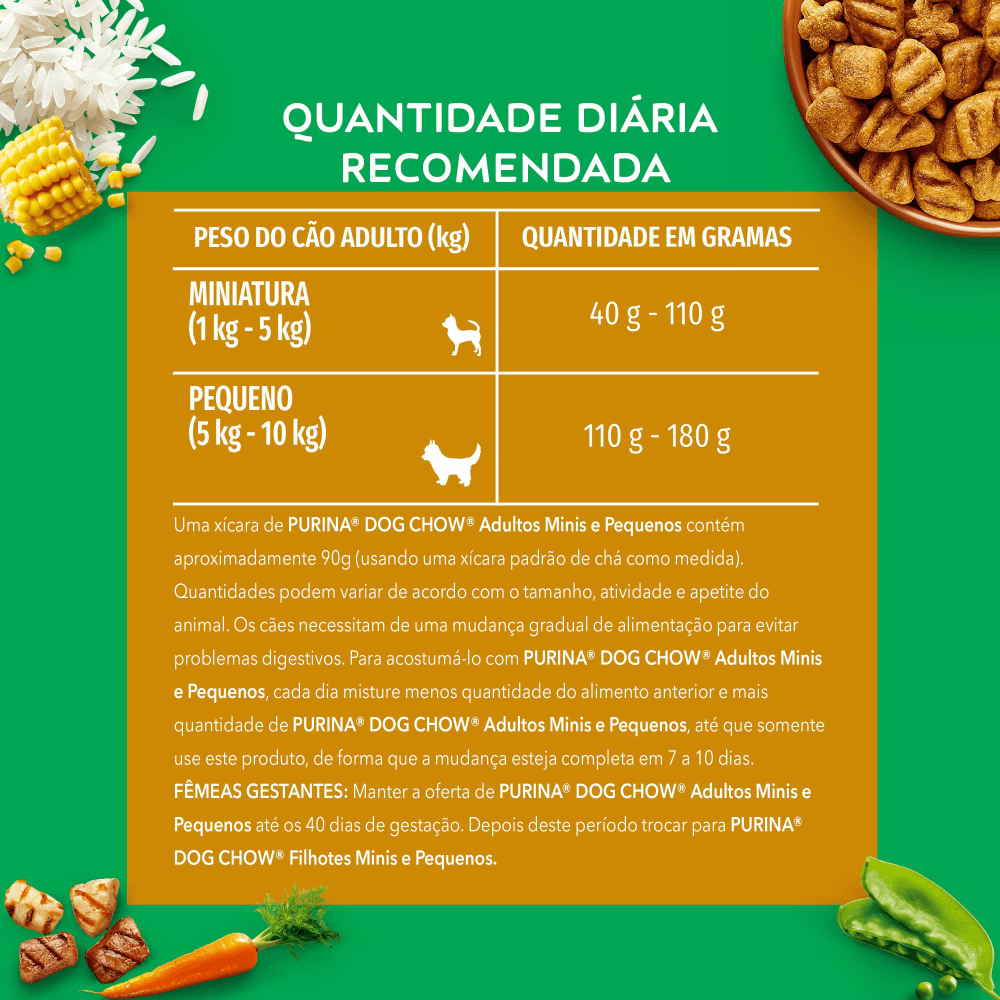 QUANTIDADE DIÁRIA
RECOMENDADA
PESO DO CÃO ADULTO (kg)
QUANTIDADE EM GRAMAS
MINIATURA
(1 kg - 5 kg)
40 g - 110 g
PEQUENO
(5 kg - 10 kg)
110 g - 180 g
Uma xícara de PURINA® DOG CHOW® Adultos Minis e Pequenos contém
aproximadamente 90g (usando uma xícara padrão de chá como medida).
Quantidades podem variar de acordo com o tamanho, atividade e apetite do
animal. Os cães necessitam de uma mudança gradual de alimentação para evitar
problemas digestivos. Para acostumá-lo com PURINA® DOG CHOW® Adultos Minis
e Pequenos, cada dia misture menos quantidade do alimento anterior e mais
quantidade de PURINA® DOG CHOW® Adultos Minis e Pequenos, até que somente
use este produto, de forma que a mudança esteja completa em 7 a 10 dias.
FÊMEAS GESTANTES: Manter a oferta de PURINA® DOG CHOW® Adultos Minis e
Pequenos até os 40 dias de gestação. Depois deste período trocar para PURINA®
DOG CHOW® Filhotes Minis e Pequenos.